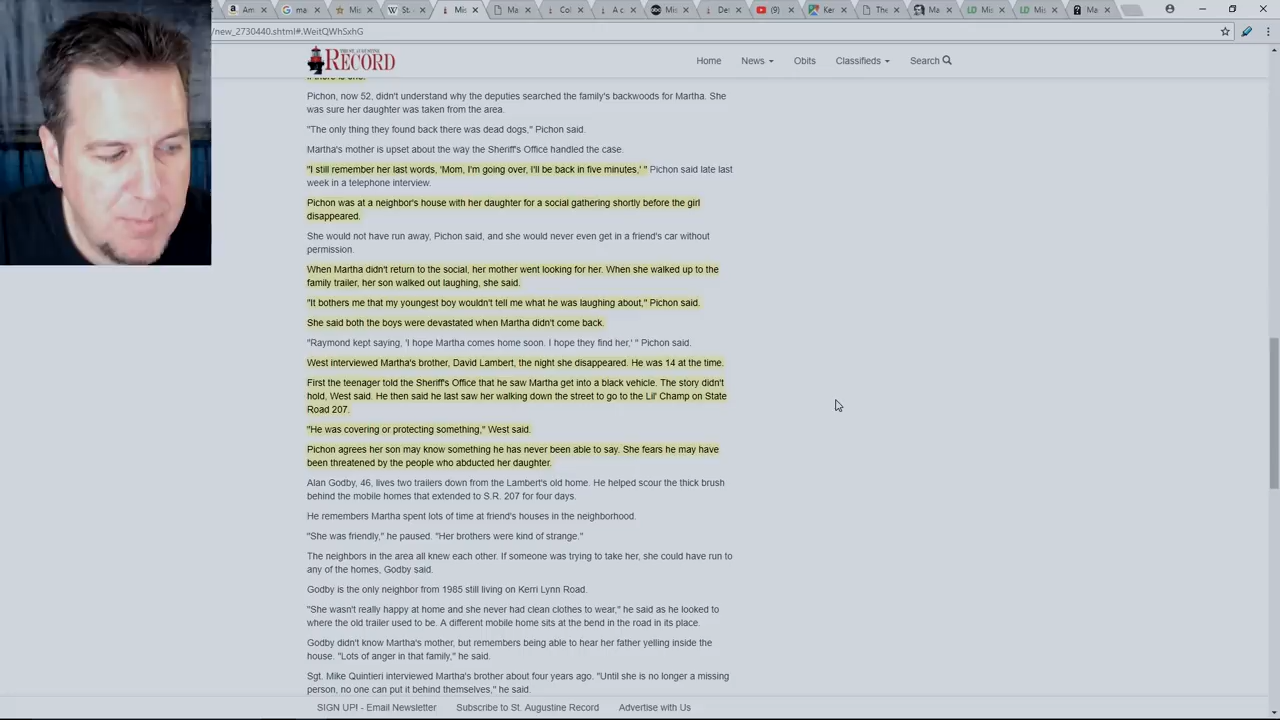 Am
ma
Mis
St.
Mis
Ma
Col
A c
Mis
Def
(9)
Ker
The
Ma
Mis
Mis
Ma
/new_2730440.shtml#.WeitQWhSxhG
THE ST. AUGUSTINE
RECORD
Home News Obits Classifieds Search
if there is one.
Pichon, now 52, didn't understand why the deputies searched the family's backwoods for Martha. She
was sure her daughter was taken from the area.
"The only thing they found back there was dead dogs," Pichon said.
Martha's mother is upset about the way the Sheriff's Office handled the case.
"I still remember her last words, 'Mom, I'm going over, I'll be back in five minutes,' " Pichon said late last
week in a telephone interview.
Pichon was at a neighbor's house with her daughter for a social gathering shortly before the girl
disappeared.
She would not have run away, Pichon said, and she would never even get in a friend's car without
permission.
When Martha didn't return to the social, her mother went looking for her. When she walked up to the
family trailer, her son walked out laughing, she said.
"It bothers me that my youngest boy wouldn't tell me what he was laughing about," Pichon said.
She said both the boys were devastated when Martha didn't come back.
"Raymond kept saying, 'I hope Martha comes home soon. I hope they find her,' " Pichon said.
West interviewed Martha's brother, David Lambert, the night she disappeared. He was 14 at the time.
First the teenager told the Sheriff's Office that he saw Martha get into a black vehicle. The story didn't
hold, West said. He then said he last saw her walking down the street to go to the Lil' Champ on State
Road 207.
"He was covering or protecting something," West said.
Pichon agrees her son may know something he has never been able to say. She fears he may have
been threatened by the people who abducted her daughter.
Alan Godby, 46, lives two trailers down from the Lambert's old home. He helped scour the thick brush
behind the mobile homes that extended to S.R. 207 for four days.
He remembers Martha spent lots of time at friend's houses in the neighborhood.
"She was friendly," he paused. "Her brothers were kind of strange."
The neighbors in the area all knew each other. If someone was trying to take her, she could have run to
any of the homes, Godby said.
Godby is the only neighbor from 1985 still living on Kerri Lynn Road.
"She wasn't really happy at home and she never had clean clothes to wear," he said as he looked to
where the old trailer used to be. A different mobile home sits at the bend in the road in its place.
Godby didn't know Martha's mother, but remembers being able to hear her father yelling inside the
house. "Lots of anger in that family," he said.
Sgt. Mike Quintieri interviewed Martha's brother about four years ago. "Until she is no longer a missing
person, no one can put it behind themselves," he said.
SIGN UP! - Email Newsletter Subscribe to St. Augustine Record Advertise with Us